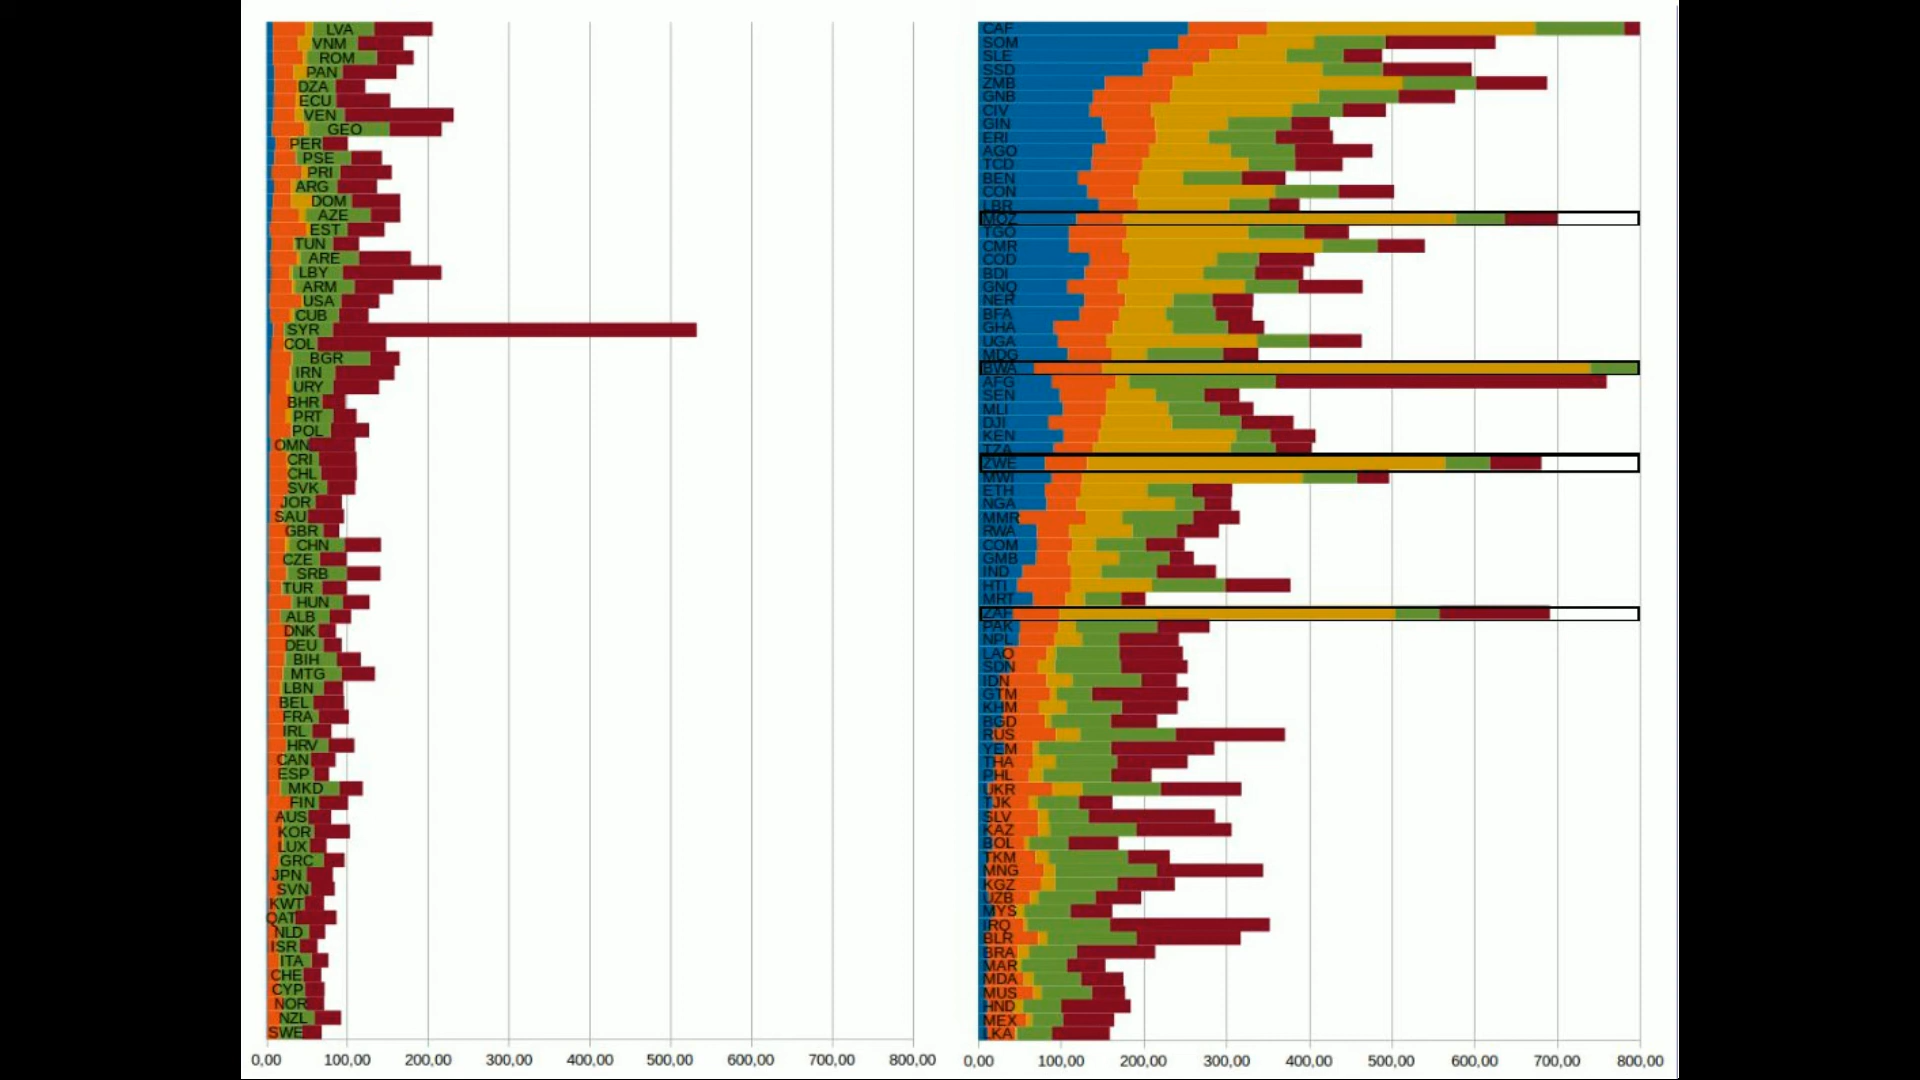 LVA
VNM
ROM
PAN
DZA
ECU
VEN
GEO
PER
PSE
PRI
ARG
DOM
AZE
EST
TUN
ARE
LBY
ARM
USA
CUB
SYR
COL
BGR
IRN
URY
BHR
PRT
POL
OMN
CRI
CHL
SVK
JOR
SAU
GBR
CHN
CZE
SRB
TUR
HUN
ALB
DNK
DEU
BIH
MTG
LBN
BEL
FRA
IRL
HRV
CAN
ESP
MKD
FIN
AUS
KOR
LUX
GRC
JPN
SVN
KWT
QAT
NLD
ISR
ITA
CHE
CYP
NOR
NZL
SWE
0,00 100,00 200,00 300,00 400,00 500,00 600,00 700,00 800,00
CAF
SOM
SLE
SSD
ZMB
GNB
CIV
GIN
ERI
AGO
TCD
BEN
CON
LBR
MOZ
TGO
CMR
COD
BDI
GNQ
NER
BFA
GHA
UGA
MDG
BWA
AFG
SEN
MLI
DJI
KEN
TZA
ZWE
MWI
ETH
NGA
MMR
RWA
COM
GMB
IND
HTI
MRT
ZAF
PAK
NPL
LAO
SDN
IDN
GTM
KHM
BGD
RUS
YEM
THA
PHL
UKR
TJK
SLV
KAZ
BOL
TKM
MNG
KGZ
UZB
MYS
IRQ
BLR
BRA
MAR
MDA
MUS
HND
MEX
LKA
0,00 100,00 200,00 300,00 400,00 500,00 600,00 700,00 800,00